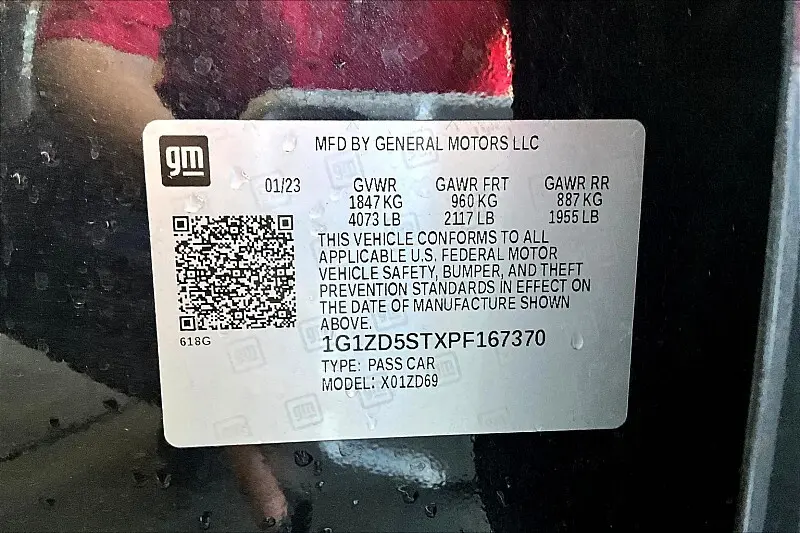 gm
MFD BY GENERAL MOTORS LLC
01/23 GVWR GAWR FRT GAWR RR
1847 KG 960 KG 887 KG
4073 LB 2117 LB 1955 LB
THIS VEHICLE CONFORMS TO ALL
APPLICABLE U.S. FEDERAL MOTOR
VEHICLE SAFETY, BUMPER, AND THEFT
PREVENTION STANDARDS IN EFFECT ON
THE DATE OF MANUFACTURE SHOWN
ABOVE.
618G
1G1ZD5STXPF167370
TYPE: PASS CAR
MODEL: X01ZD69